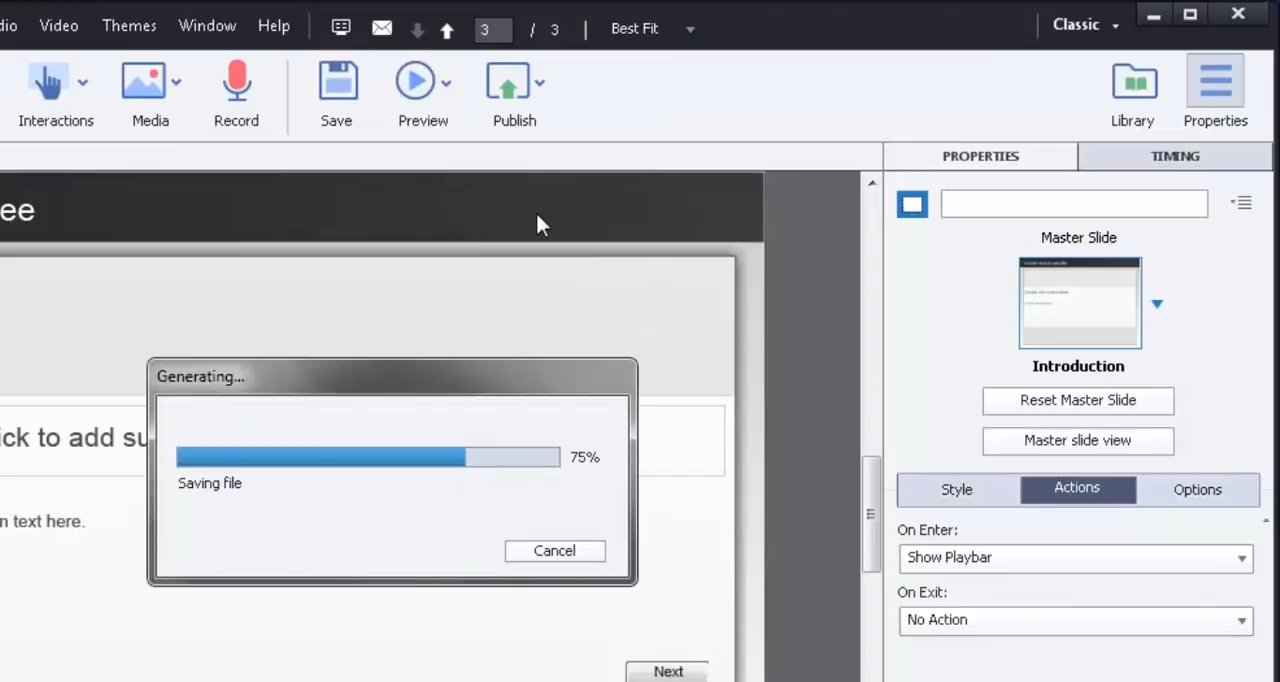 dio Video Themes Window Help 3 / 3 Best Fit Classic
Interactions Media Record Save Preview Publish Library Properties
PROPERTIES TIMING
ee
Master Slide
Introduction
Reset Master Slide
Master slide view
Generating...
ick to add su
75%
Saving file
Cancel
n text here.
Next
Style Actions Options
On Enter:
Show Playbar
On Exit:
No Action